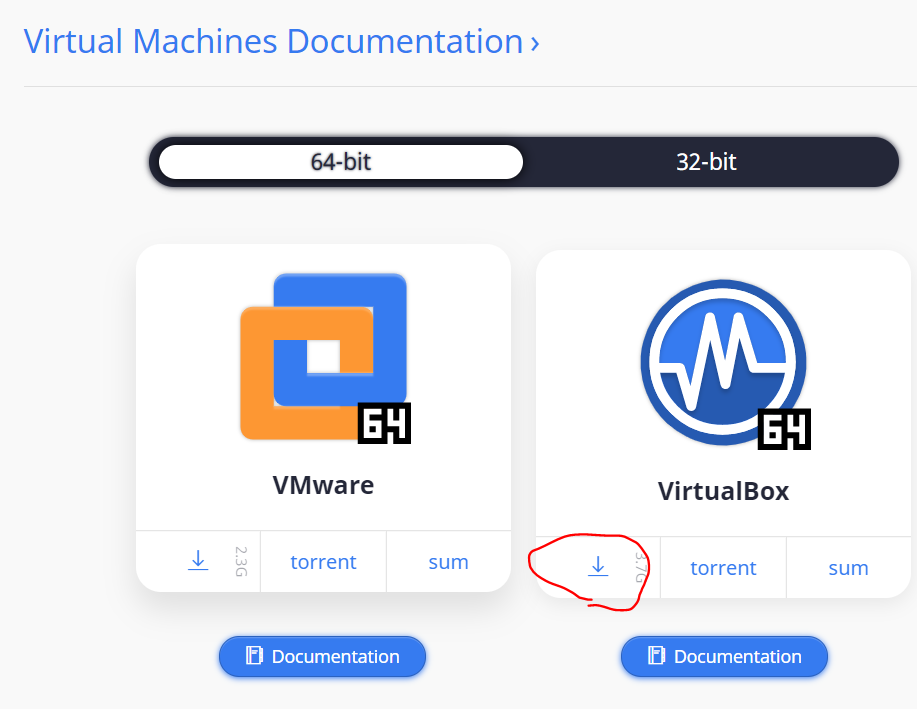 Virtual Machines Documentation ›
64-bit 32-bit
64 64
VMware VirtualBox
2.3G torrent sum 3.7G torrent sum
Documentation Documentation